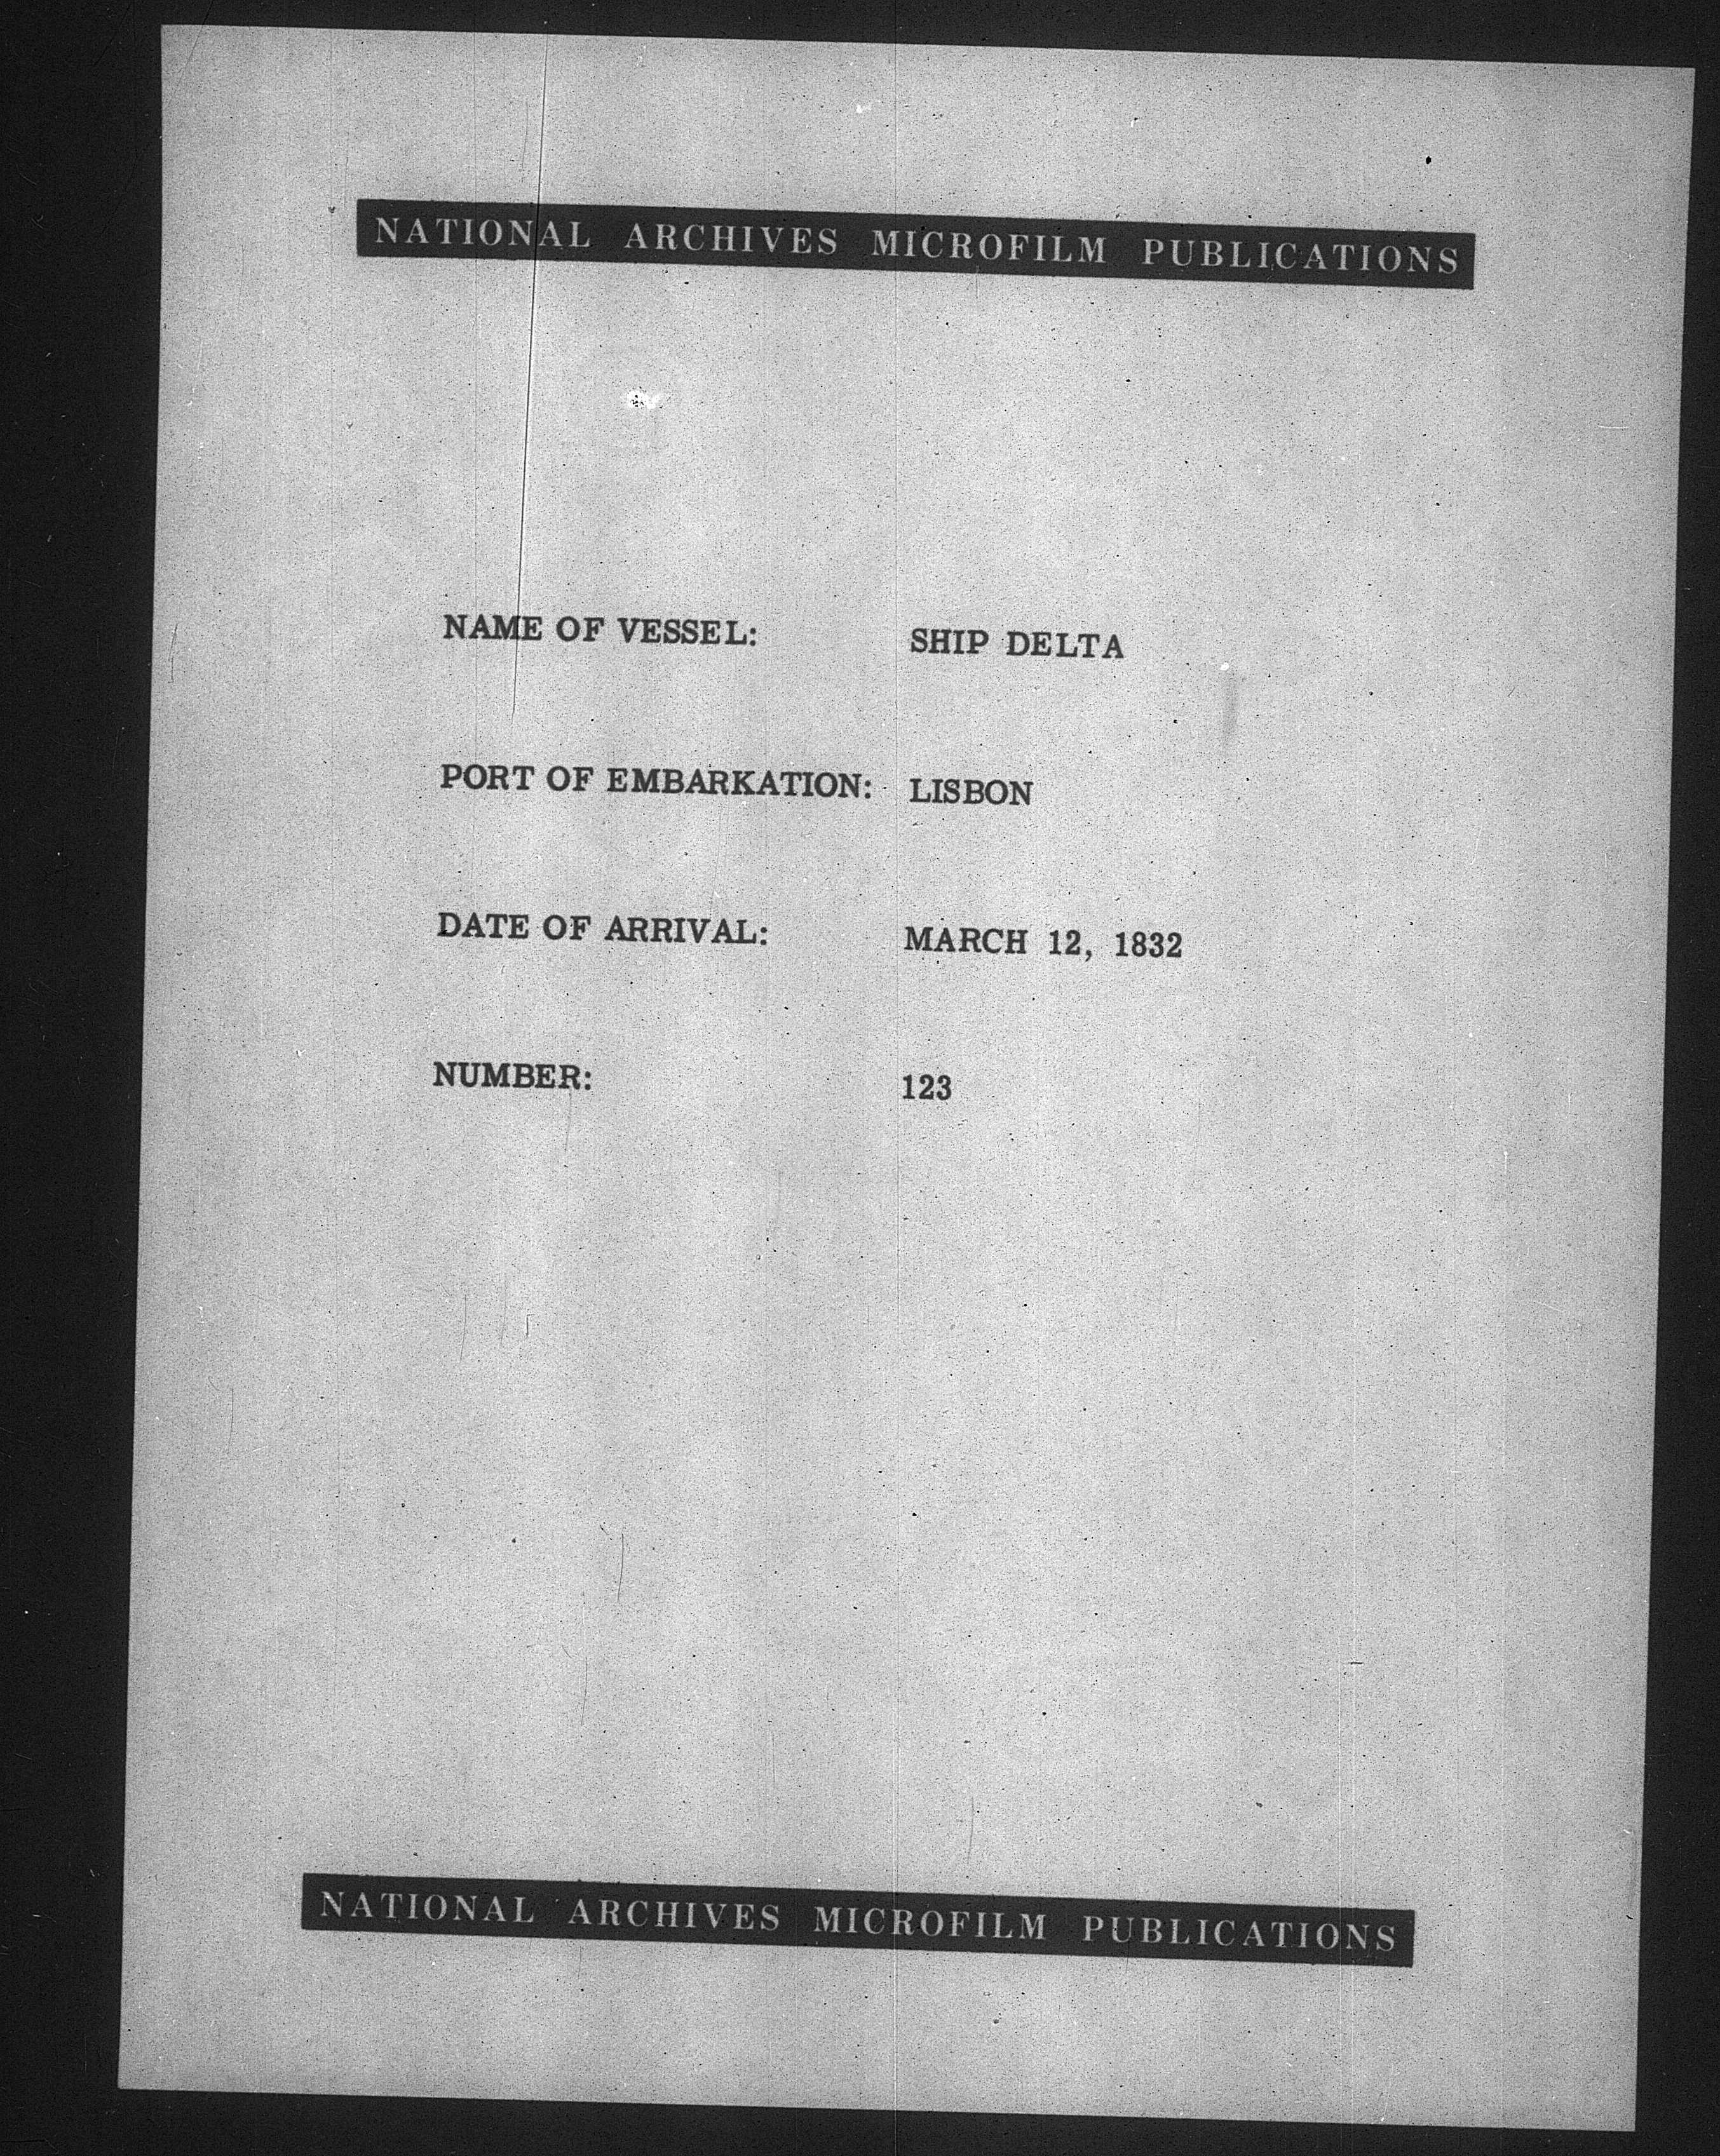 NATIONAL ARCHIVES MICROFILM PUBLICATIONS
NAME OF VESSEL: SHIP DELTA
PORT OF EMBARKATION: LISBON
DATE OF ARRIVAL: MARCH 12, 1832
NUMBER: 123
NATIONAL ARCHIVES MICROFILM PUBLICATIONS